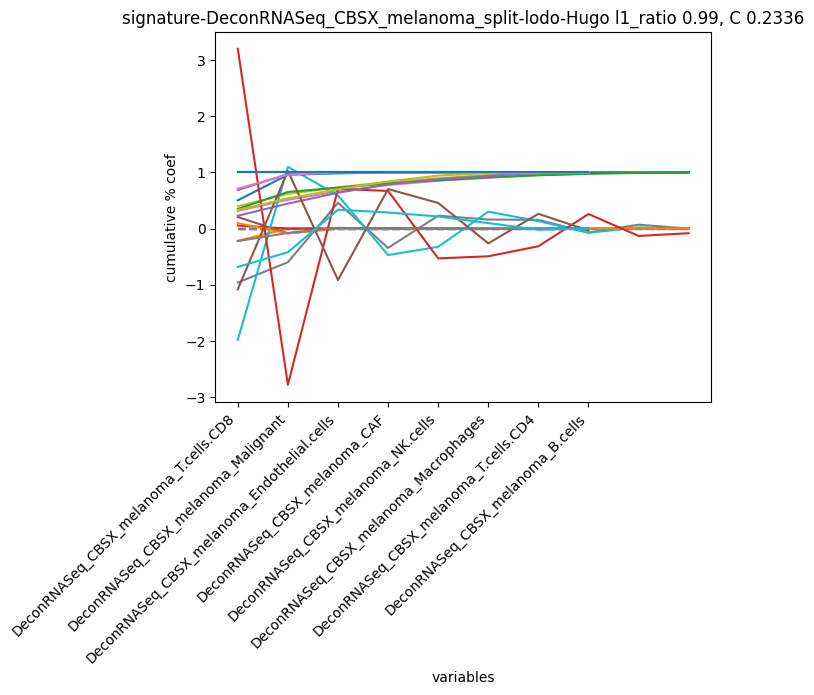 signature-DeconRNASeq_CBSX_melanoma_split-lodo-Hugo l1_ratio 0.99, C 0.2336
cumulative % coef
3
2
1
0
−1
−2
−3
DeconRNASeq_CBSX_melanoma_T.cells.CD8
DeconRNASeq_CBSX_melanoma_Malignant
DeconRNASeq_CBSX_melanoma_Endothelial.cells
DeconRNASeq_CBSX_melanoma_CAF
DeconRNASeq_CBSX_melanoma_NK.cells
DeconRNASeq_CBSX_melanoma_Macrophages
DeconRNASeq_CBSX_melanoma_T.cells.CD4
DeconRNASeq_CBSX_melanoma_B.cells
variables